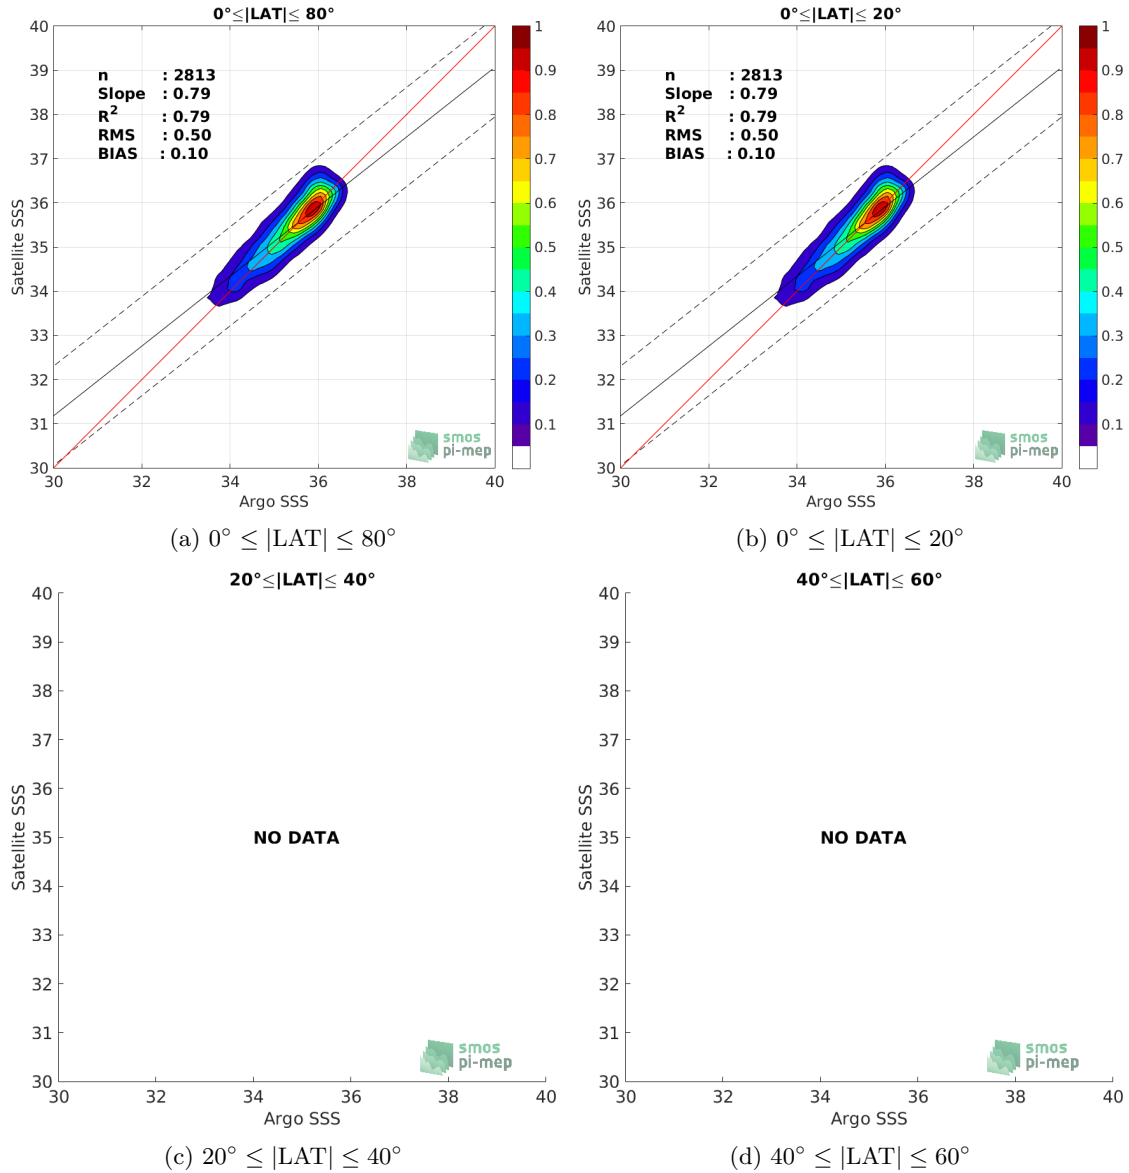 0°≤|LAT|≤ 80°
40
39
38
37
36
35
34
33
32
31
30
Satellite SSS
n : 2813
Slope : 0.79
R² : 0.79
RMS : 0.50
BIAS : 0.10
smos
pi-mep
30 32 34 36 38 40
Argo SSS
1
0.9
0.8
0.7
0.6
0.5
0.4
0.3
0.2
0.1
(a) 0° ≤ |LAT| ≤ 80°
0°≤|LAT|≤ 20°
40
39
38
37
36
35
34
33
32
31
30
Satellite SSS
n : 2813
Slope : 0.79
R² : 0.79
RMS : 0.50
BIAS : 0.10
smos
pi-mep
30 32 34 36 38 40
Argo SSS
1
0.9
0.8
0.7
0.6
0.5
0.4
0.3
0.2
0.1
(b) 0° ≤ |LAT| ≤ 20°
20°≤|LAT|≤ 40°
40
39
38
37
36
35
34
33
32
31
30
Satellite SSS
NO DATA
smos
pi-mep
30 32 34 36 38 40
Argo SSS
(c) 20° ≤ |LAT| ≤ 40°
40°≤|LAT|≤ 60°
40
39
38
37
36
35
34
33
32
31
30
Satellite SSS
NO DATA
smos
pi-mep
30 32 34 36 38 40
Argo SSS
(d) 40° ≤ |LAT| ≤ 60°